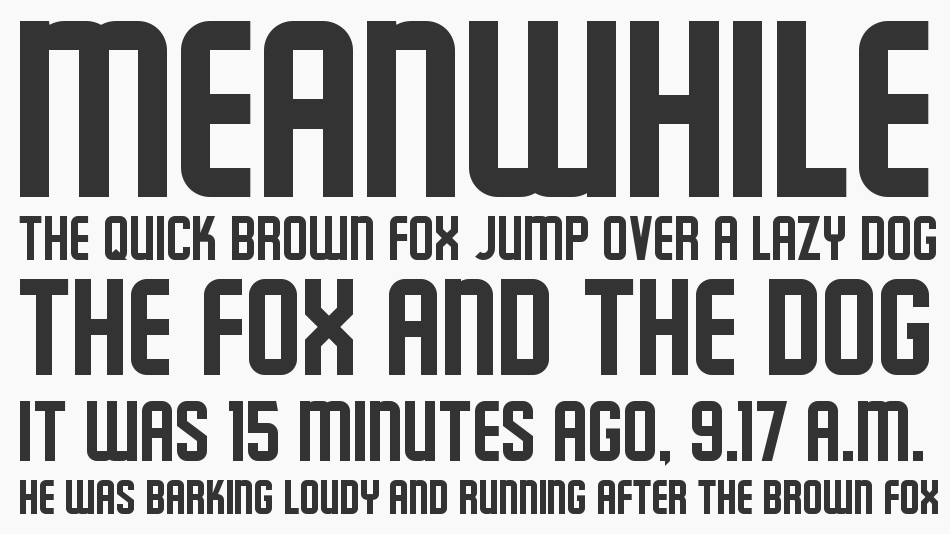 MEANWHILE
THE QUICK BROWN FOX JUMP OVER A LAZY DOG
THE FOX AND THE DOG
IT WAS 15 MINUTES AGO, 9.17 A.M.
HE WAS BARKING LOUDY AND RUNNING AFTER THE BROWN FOX